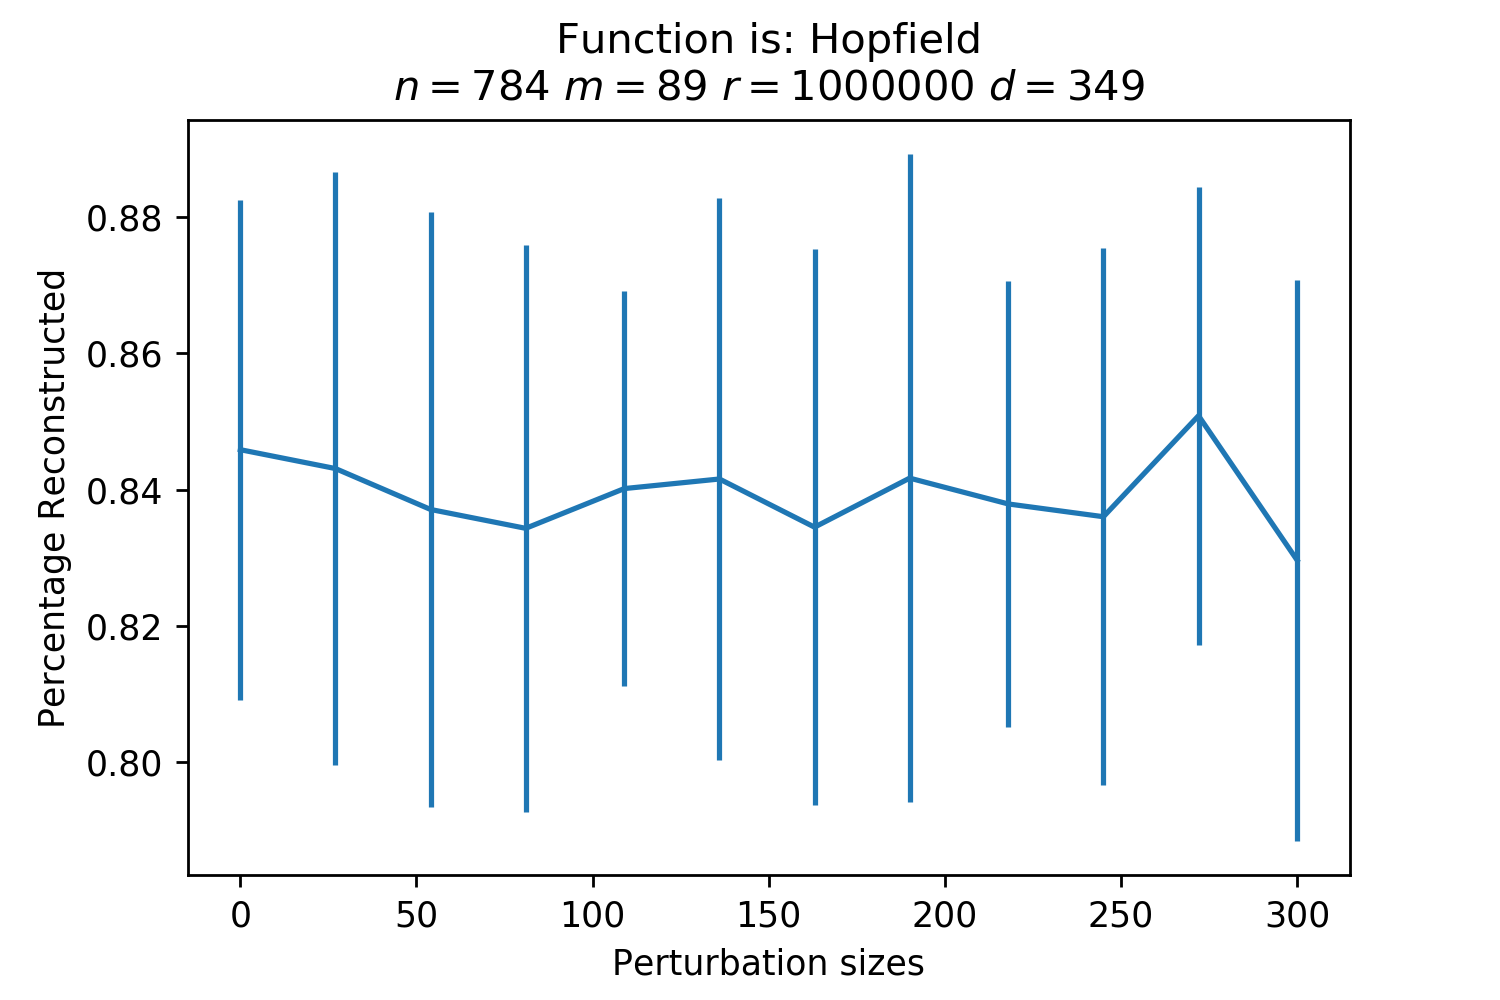 Function is: Hopfield
n = 784 m = 89 r = 1000000 d = 349
Percentage Reconstructed
0.88
0.86
0.84
0.82
0.80
0 50 100 150 200 250 300
Perturbation sizes